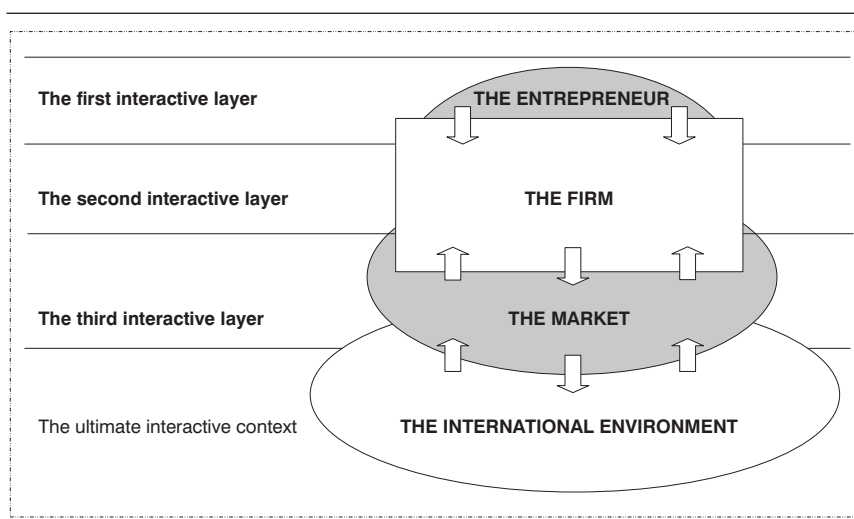 The first interactive layer
THE ENTREPRENEUR
The second interactive layer
THE FIRM
The third interactive layer
THE MARKET
The ultimate interactive context
THE INTERNATIONAL ENVIRONMENT